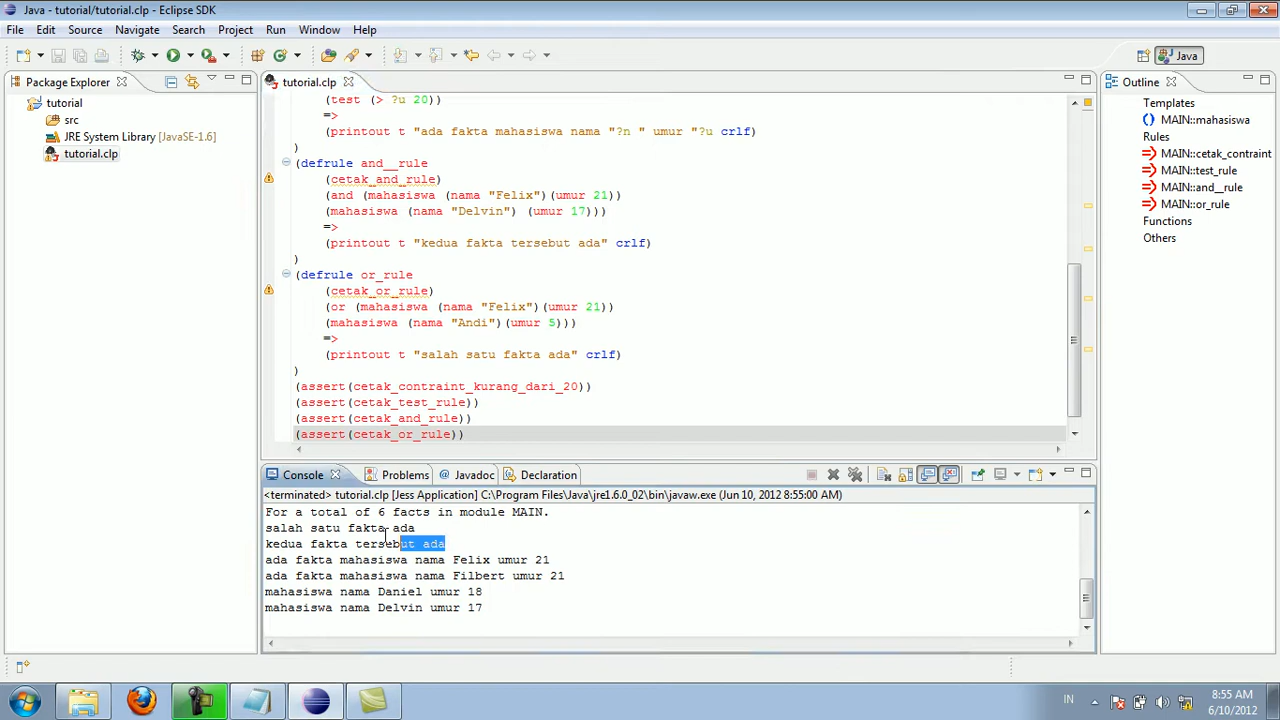 Java - tutorial/tutorial.clp - Eclipse SDK
File Edit Source Navigate Search Project Run Window Help
Java
Package Explorer
tutorial
src
JRE System Library [JavaSE-1.6]
tutorial.clp
tutorial.clp
(test (> ?u 20))
=>
(printout t "ada fakta mahasiswa nama "?n " umur "?u crlf)
)
(defrule and__rule
(cetak_and_rule)
(and (mahasiswa (nama "Felix")(umur 21))
(mahasiswa (nama "Delvin") (umur 17)))
=>
(printout t "kedua fakta tersebut ada" crlf)
)
(defrule or_rule
(cetak_or_rule)
(or (mahasiswa (nama "Felix")(umur 21))
(mahasiswa (nama "Andi")(umur 5)))
=>
(printout t "salah satu fakta ada" crlf)
)
(assert(cetak_contraint_kurang_dari_20))
(assert(cetak_test_rule))
(assert(cetak_and_rule))
(assert(cetak_or_rule))
Outline
Templates
MAIN::mahasiswa
Rules
MAIN::cetak_contraint
MAIN::test_rule
MAIN::and__rule
MAIN::or_rule
Functions
Others
Console Problems @ Javadoc Declaration
<terminated> tutorial.clp [Jess Application] C:\Program Files\Java\jre1.6.0_02\bin\javaw.exe (Jun 10, 2012 8:55:00 AM)
For a total of 6 facts in module MAIN.
salah satu fakta ada
kedua fakta tersebut ada
ada fakta mahasiswa nama Felix umur 21
ada fakta mahasiswa nama Filbert umur 21
mahasiswa nama Daniel umur 18
mahasiswa nama Delvin umur 17
IN
8:55 AM
6/10/2012